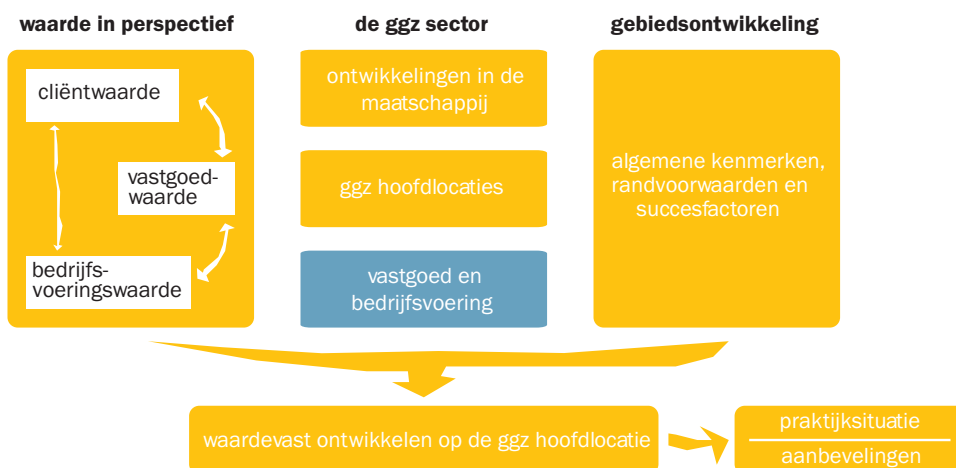 waarde in perspectief
de ggz sector
gebiedsontwikkeling
cliëntwaarde
vastgoed-
waarde
bedrijfs-
voeringswaarde
ontwikkelingen in de
maatschappij
ggz hoofdlocaties
vastgoed en
bedrijfsvoering
algemene kenmerken,
randvoorwaarden en
succesfactoren
waardevast ontwikkelen op de ggz hoofdlocatie
praktijksituatie
aanbevelingen